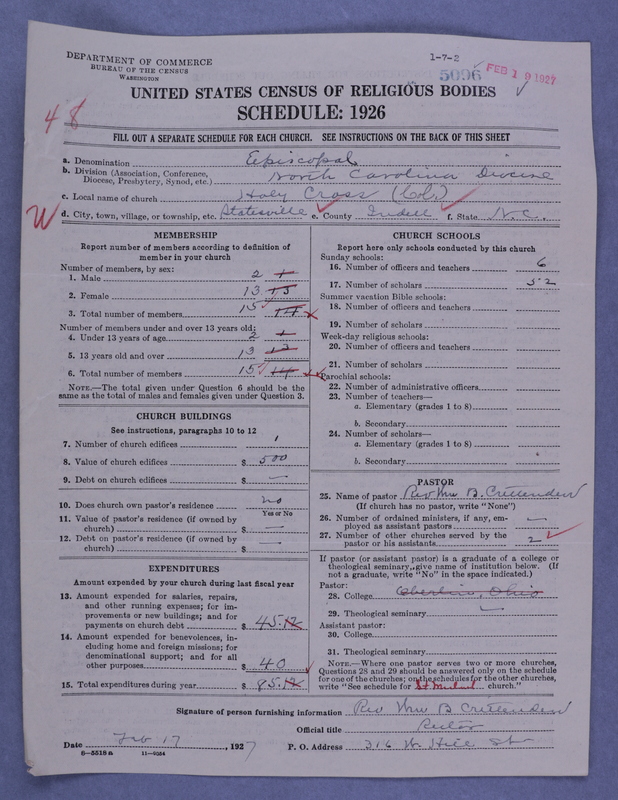 DEPARTMENT OF COMMERCE
BUREAU OF THE CENSUS
WASHINGTON
1-7-2
5096
FEB 19 1927
UNITED STATES CENSUS OF RELIGIOUS BODIES
SCHEDULE: 1926
48
FILL OUT A SEPARATE SCHEDULE FOR EACH CHURCH. SEE INSTRUCTIONS ON THE BACK OF THIS SHEET
a. Denomination Episcopal
b. Division (Association, Conference, Diocese, Presbytery, Synod, etc.) North Carolina Diocese
c. Local name of church Holy Cross (Col.)
W
d. City, town, village, or township, etc. Statesville e. County Iredell f. State N.C.
MEMBERSHIP
Report number of members according to definition of
member in your church
Number of members, by sex:
1. Male 2 1
2. Female 13 13
3. Total number of members 15 14
Number of members under and over 13 years old:
4. Under 13 years of age 2 1
5. 13 years old and over 13 13
6. Total number of members 15 14
NOTE.—The total given under Question 6 should be
same as the total of males and females given under Question 3.
CHURCH BUILDINGS
See instructions, paragraphs 10 to 12
7. Number of church edifices 1
8. Value of church edifices $ 500
9. Debt on church edifices $ —
10. Does church own pastor's residence no
Yes or No
11. Value of pastor's residence (if owned by
church) $ —
12. Debt on pastor's residence (if owned by
church) $ —
EXPENDITURES
Amount expended by your church during last fiscal year
13. Amount expended for salaries, repairs,
and other running expenses; for im-
provements or new buildings; and for
payments on church debt $ 45.12
14. Amount expended for benevolences, in-
cluding home and foreign missions; for
denominational support; and for all
other purposes $ 40
15. Total expenditures during year $ 85.12
CHURCH SCHOOLS
Report here only schools conducted by this church
Sunday schools:
16. Number of officers and teachers 6
17. Number of scholars 52
Summer vacation Bible schools:
18. Number of officers and teachers
19. Number of scholars
Week-day religious schools:
20. Number of officers and teachers
21. Number of scholars
Parochial schools:
22. Number of administrative officers
23. Number of teachers—
a. Elementary (grades 1 to 8)
b. Secondary
24. Number of scholars—
a. Elementary (grades 1 to 8)
b. Secondary
PASTOR
25. Name of pastor Rev Wm B. Crittenden
(If church has no pastor, write "None")
26. Number of ordained ministers, if any, em-
ployed as assistant pastors —
27. Number of other churches served by the
pastor or his assistants 2
If pastor (or assistant pastor) is a graduate of a college or
theological seminary, give name of institution below. (If
not a graduate, write "No" in the space indicated.)
Pastor:
28. College Oberlin, Ohio
29. Theological seminary —
Assistant pastor:
30. College
31. Theological seminary
NOTE.—Where one pastor serves two or more churches,
Questions 28 and 29 should be answered only on the schedule
for one of the churches; on the schedules for the other churches,
write "See schedule for church."
Signature of person furnishing information Rev Wm B Crittenden
Official title Rector
Date Feb 17, 1927 P. O. Address 316 W. Hill St
8-5518a 11-9554